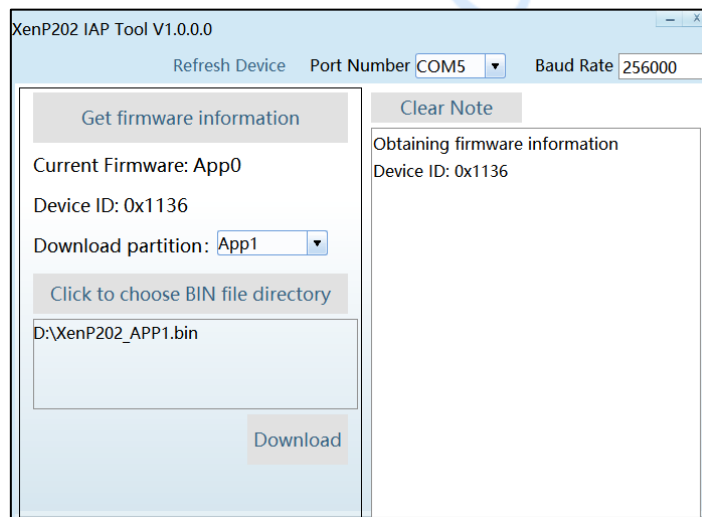 XenP202 IAP Tool V1.0.0.0
Refresh Device Port Number COM5 Baud Rate 256000
Get firmware information
Current Firmware: App0
Device ID: 0x1136
Download partition: App1
Click to choose BIN file directory
D:\XenP202_APP1.bin
Download
Clear Note
Obtaining firmware information
Device ID: 0x1136